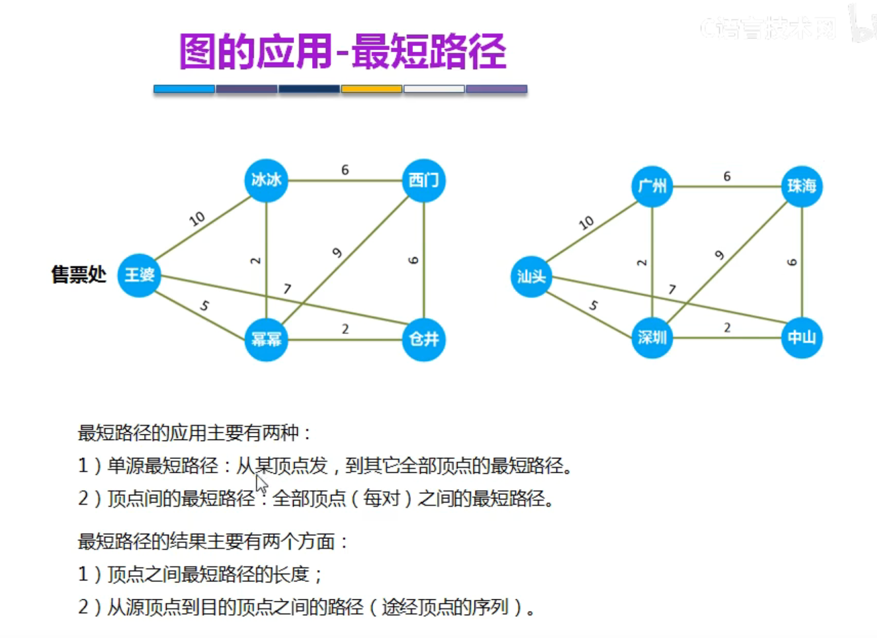 C语言技术网
图的应用-最短路径
冰冰 6 西门
10 2 9 6
售票处 王婆
7
5
幂幂 2 仓井
广州 6 珠海
10 2 9 6
汕头
7
5
深圳 2 中山
最短路径的应用主要有两种：
1）单源最短路径：从某顶点发，到其它全部顶点的最短路径。
2）顶点间的最短路径：全部顶点（每对）之间的最短路径。
最短路径的结果主要有两个方面：
1）顶点之间最短路径的长度；
2）从源顶点到目的顶点之间的路径（途经顶点的序列）。